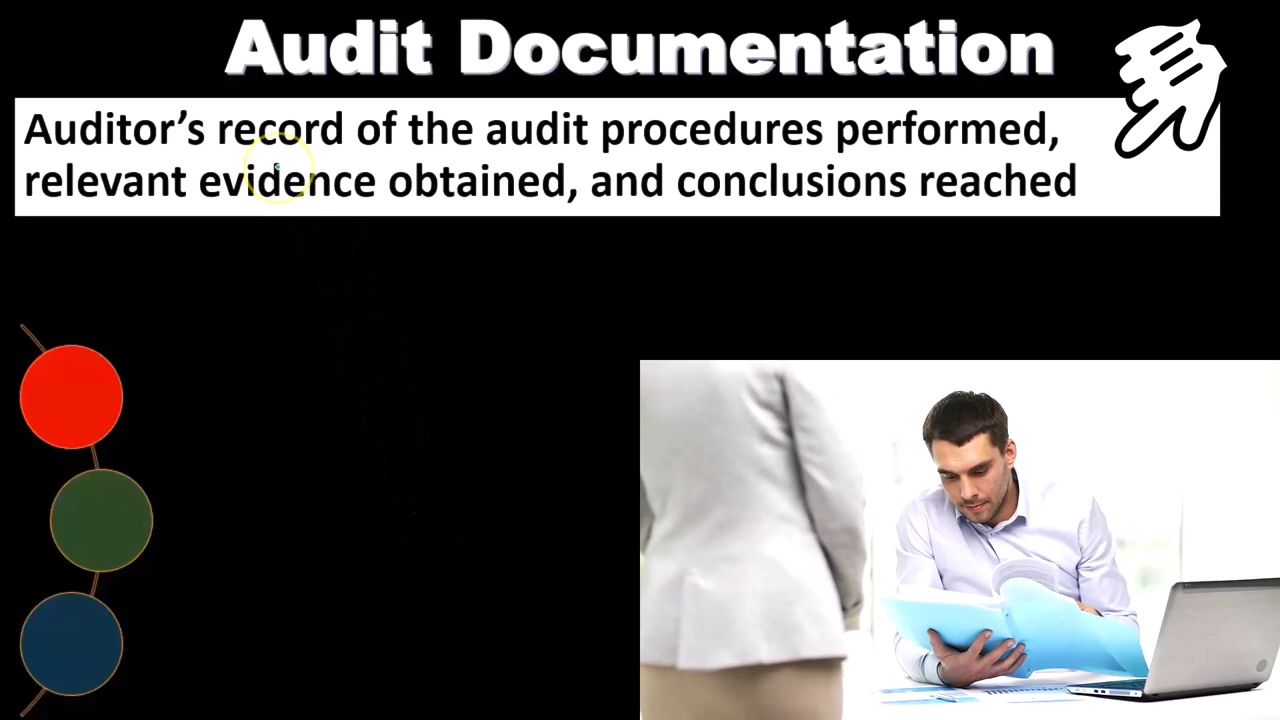 Audit Documentation
Auditor’s record of the audit procedures performed,
relevant evidence obtained, and conclusions reached